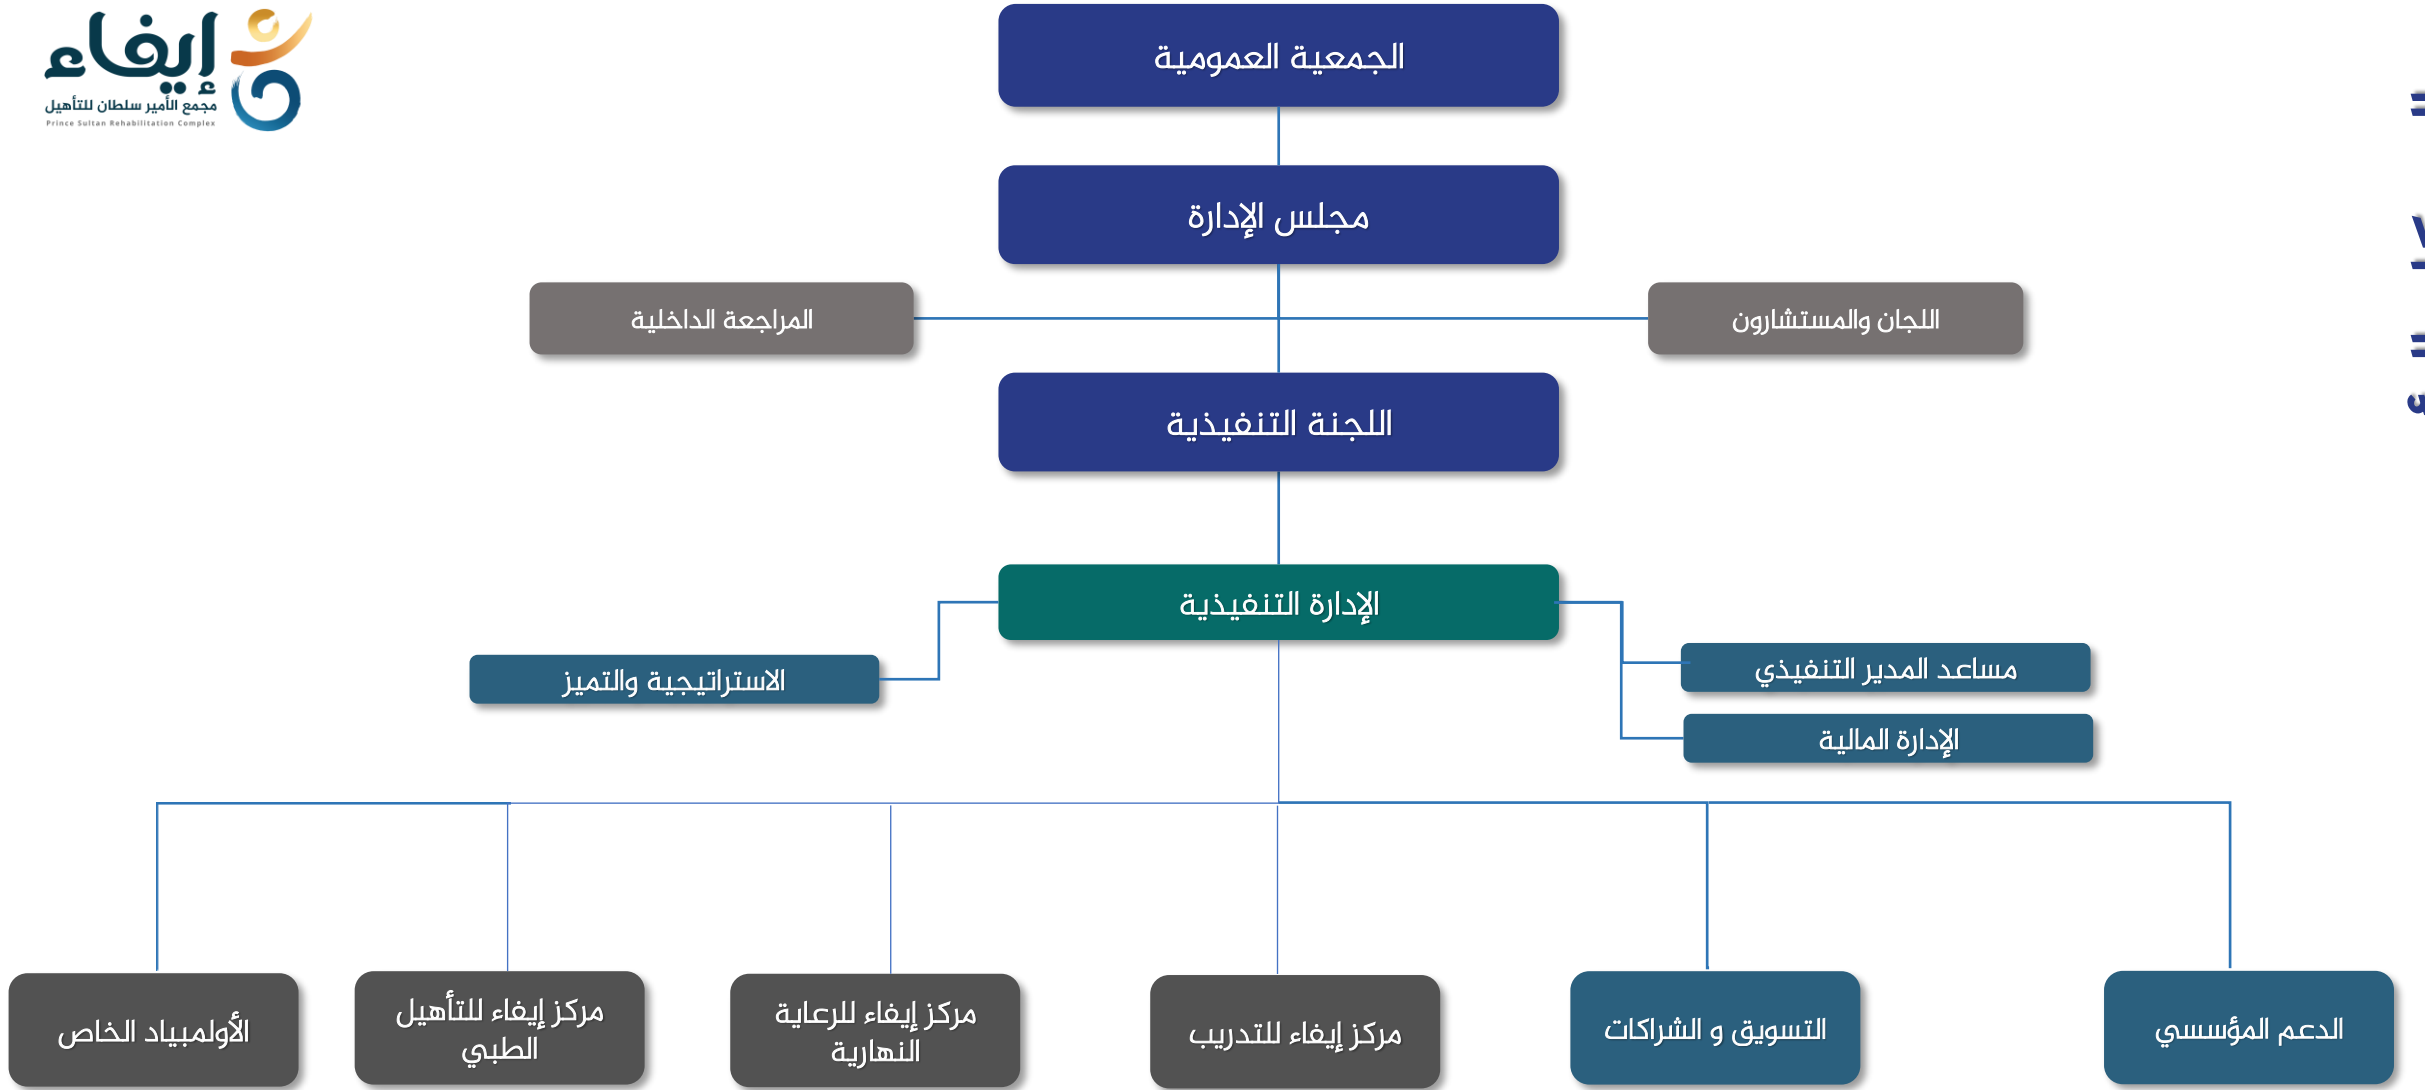 إيفاء
مجمع الأمير سلطان للتأهيل
Prince Sultan Rehabilitation Complex
الجمعية العمومية
مجلس الإدارة
اللجان والمستشارون
المراجعة الداخلية
اللجنة التنفيذية
الإدارة التنفيذية
مساعد المدير التنفيذي
الاستراتيجية والتميز
الإدارة المالية
الدعم المؤسسي
التسويق و الشراكات
مركز إيفاء للتدريب
مركز إيفاء للرعاية
النهارية
مركز إيفاء للتأهيل
الطبي
الأولمبياد الخاص